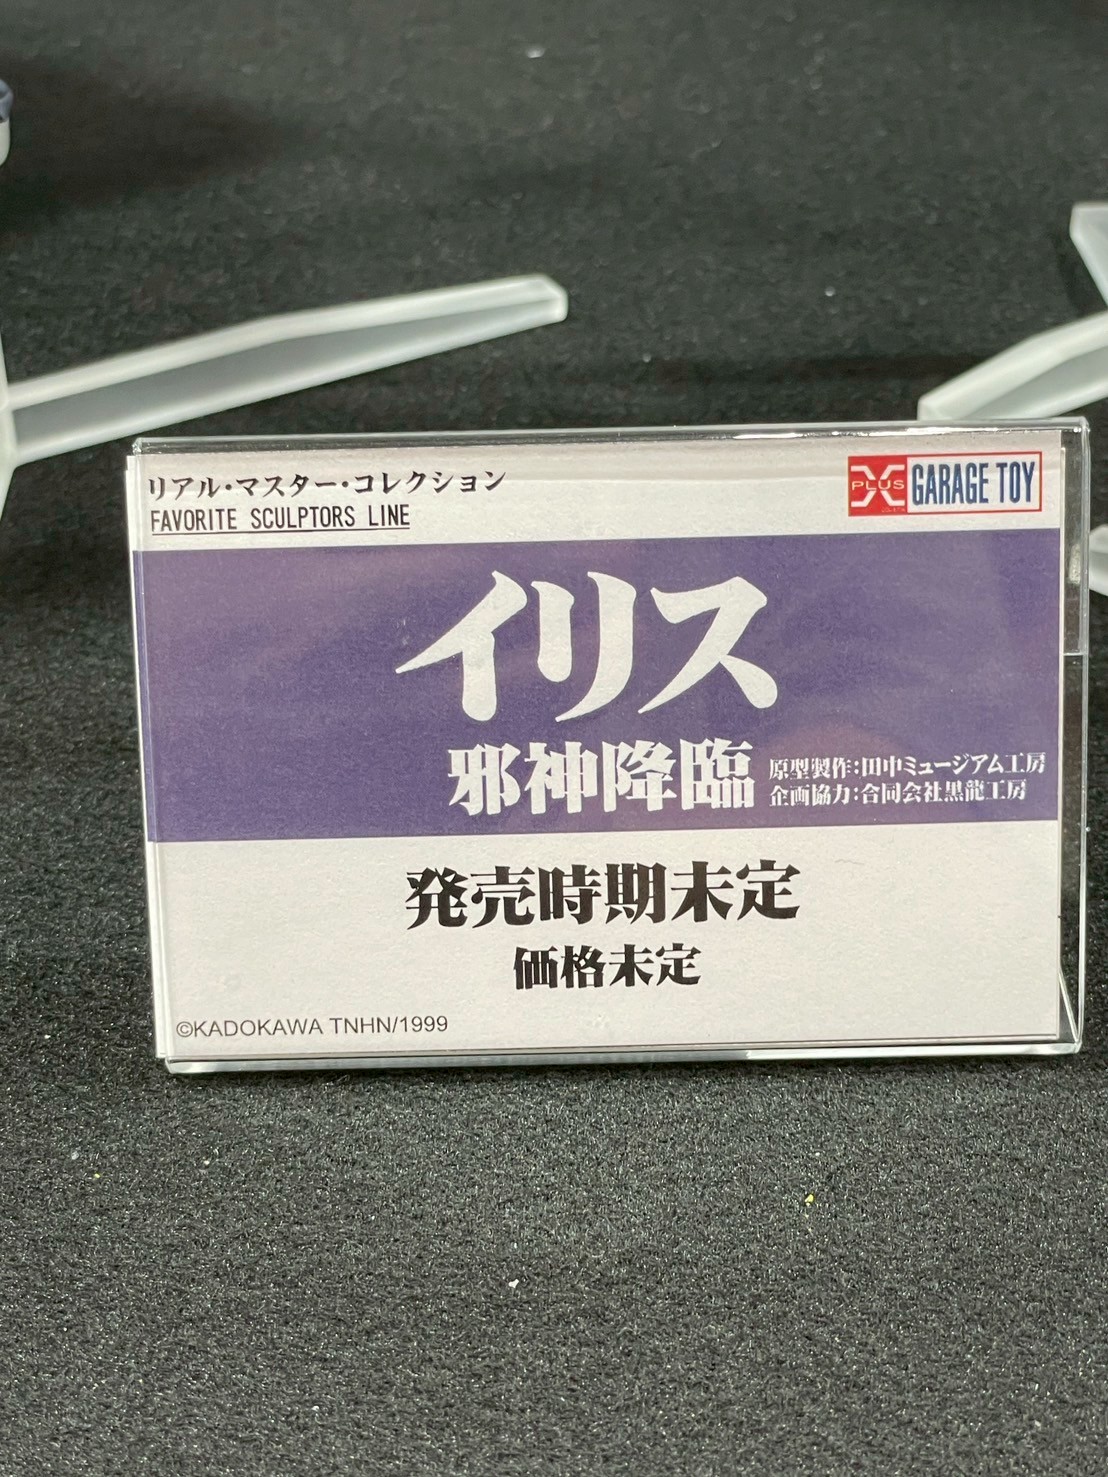 リアル・マスター・コレクション
FAVORITE SCULPTORS LINE
X PLUS GARAGE TOY
イリス
邪神降臨
原型製作:田中ミュージアム工房
企画協力:合同会社黒龍工房
発売時期未定
価格未定
©KADOKAWA TNHN/1999